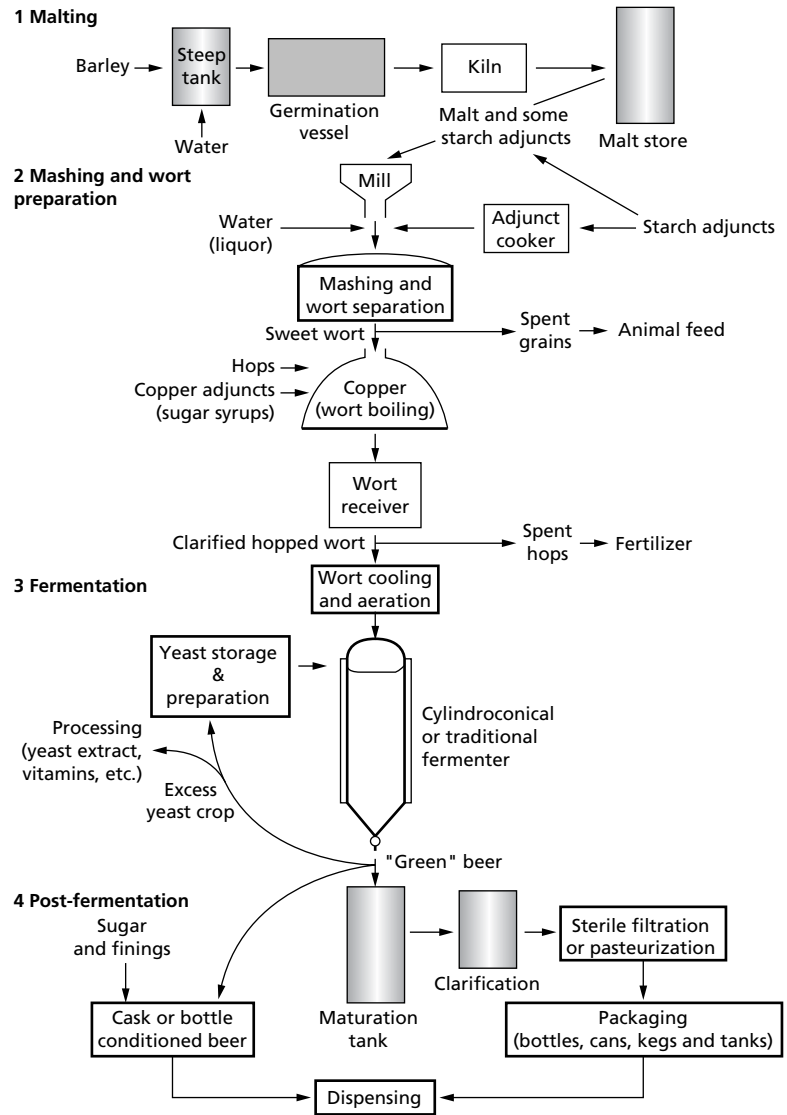 1 Malting
Barley
Steep
tank
Water
Germination
vessel
Kiln
Malt and some
starch adjuncts
Malt store
2 Mashing and wort
preparation
Mill
Water
(liquor)
Adjunct
cooker
Starch adjuncts
Mashing and
wort separation
Sweet wort
Spent
grains
Animal feed
Hops
Copper adjuncts
(sugar syrups)
Copper
(wort boiling)
Wort
receiver
Clarified hopped wort
Spent
hops
Fertilizer
3 Fermentation
Wort cooling
and aeration
Yeast storage
&
preparation
Cylindroconical
or traditional
fermenter
Processing
(yeast extract,
vitamins, etc.)
Excess
yeast crop
"Green" beer
4 Post-fermentation
Sugar
and finings
Cask or bottle
conditioned beer
Maturation
tank
Clarification
Sterile filtration
or pasteurization
Packaging
(bottles, cans, kegs and tanks)
Dispensing